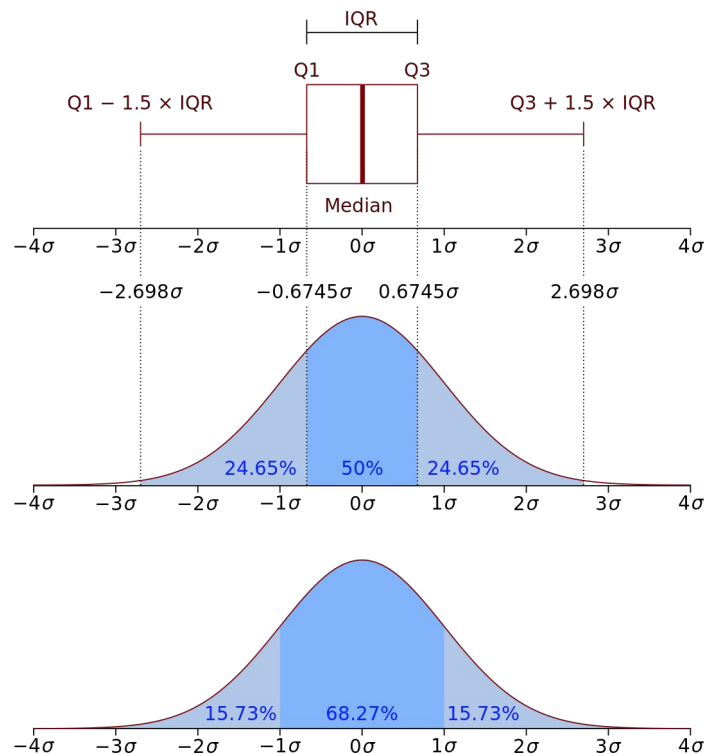 IQR
Q1 Q3
Q1 − 1.5 × IQR Q3 + 1.5 × IQR
Median
−4σ −3σ −2σ −1σ 0σ 1σ 2σ 3σ 4σ
−2.698σ −0.6745σ 0.6745σ 2.698σ
24.65% 50% 24.65%
−4σ −3σ −2σ −1σ 0σ 1σ 2σ 3σ 4σ
15.73% 68.27% 15.73%
−4σ −3σ −2σ −1σ 0σ 1σ 2σ 3σ 4σ